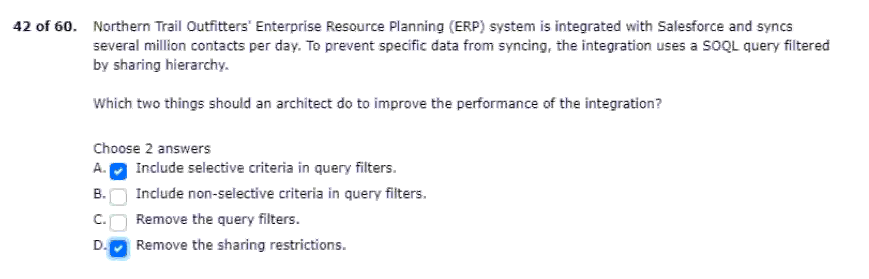 42 of 60. Northern Trail Outfitters' Enterprise Resource Planning (ERP) system is integrated with Salesforce and syncs
several million contacts per day. To prevent specific data from syncing, the integration uses a SOQL query filtered
by sharing hierarchy.
Which two things should an architect do to improve the performance of the integration?
Choose 2 answers
A. Include selective criteria in query filters.
B. Include non-selective criteria in query filters.
C. Remove the query filters.
D. Remove the sharing restrictions.